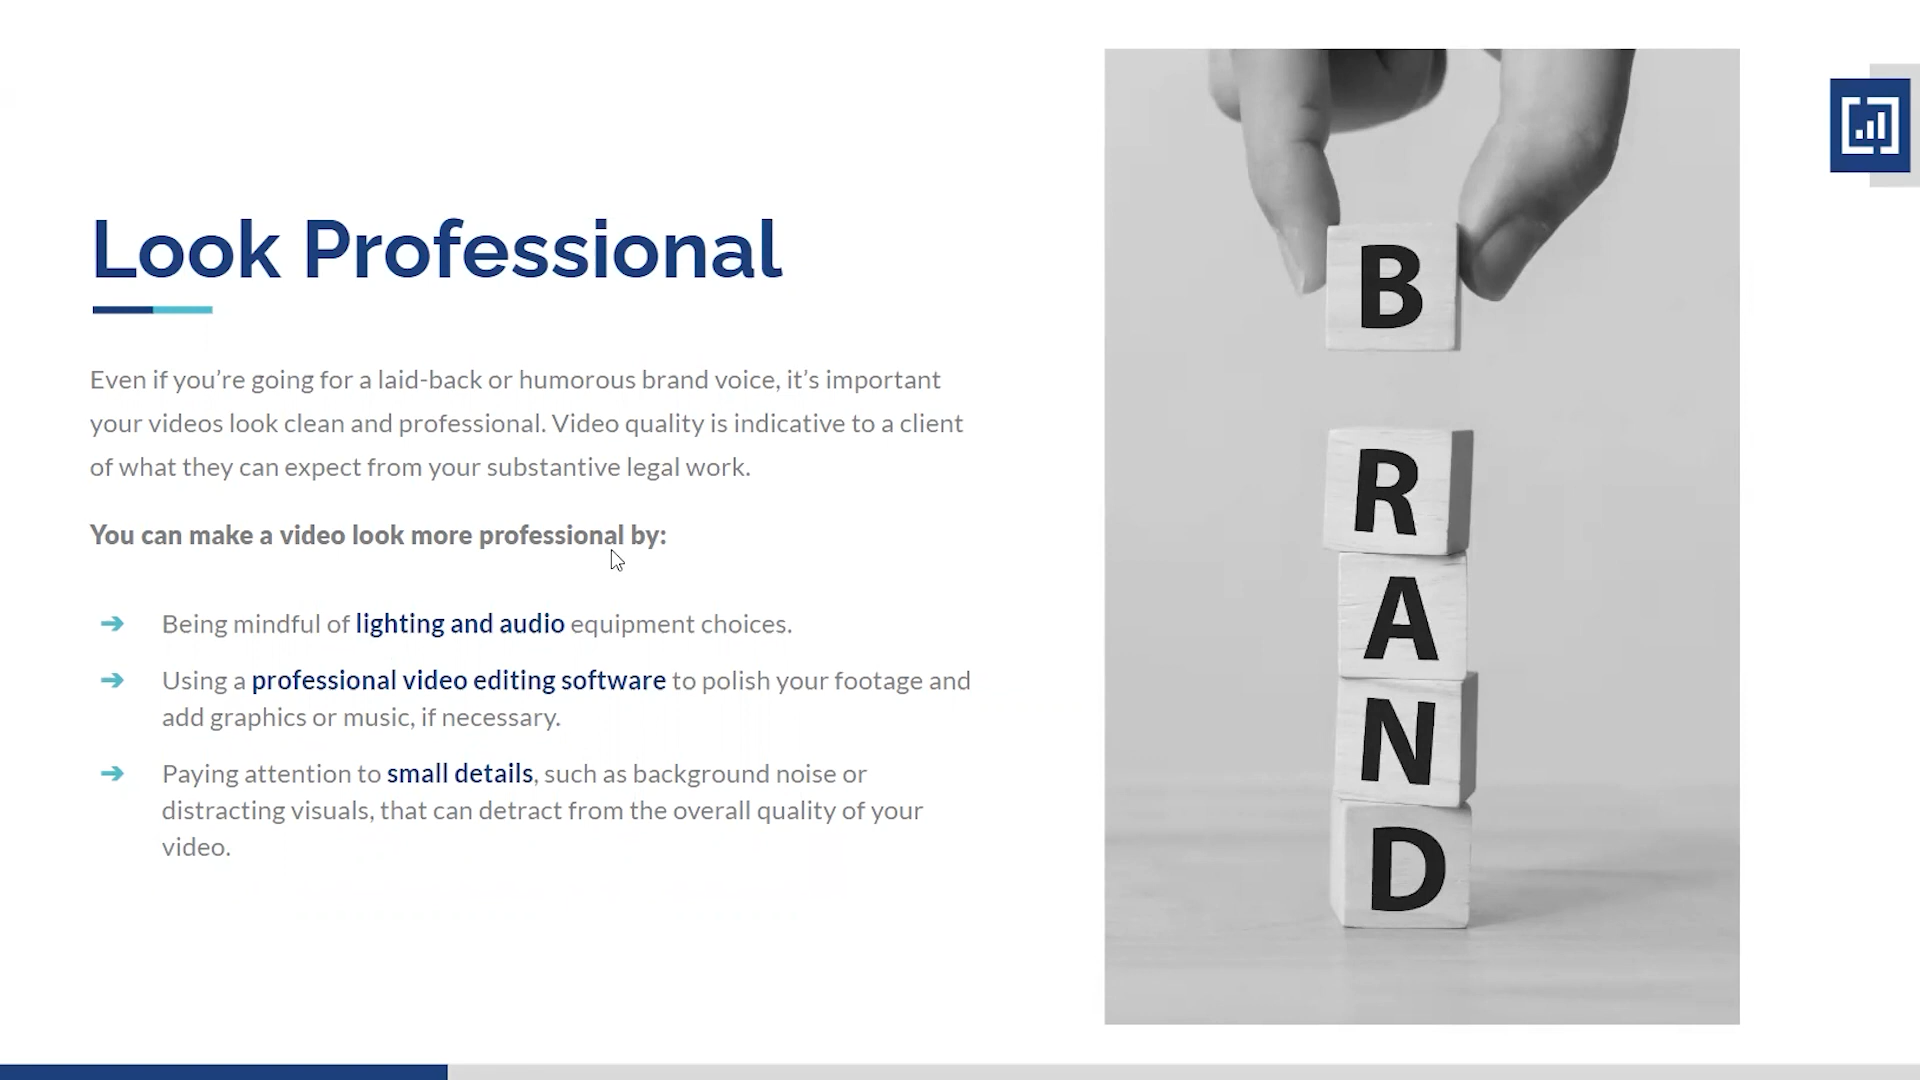 Look Professional
Even if you’re going for a laid-back or humorous brand voice, it’s important
your videos look clean and professional. Video quality is indicative to a client
of what they can expect from your substantive legal work.
You can make a video look more professional by:
➔ Being mindful of lighting and audio equipment choices.
➔ Using a professional video editing software to polish your footage and
add graphics or music, if necessary.
➔ Paying attention to small details, such as background noise or
distracting visuals, that can detract from the overall quality of your
video.
B
R
A
N
D